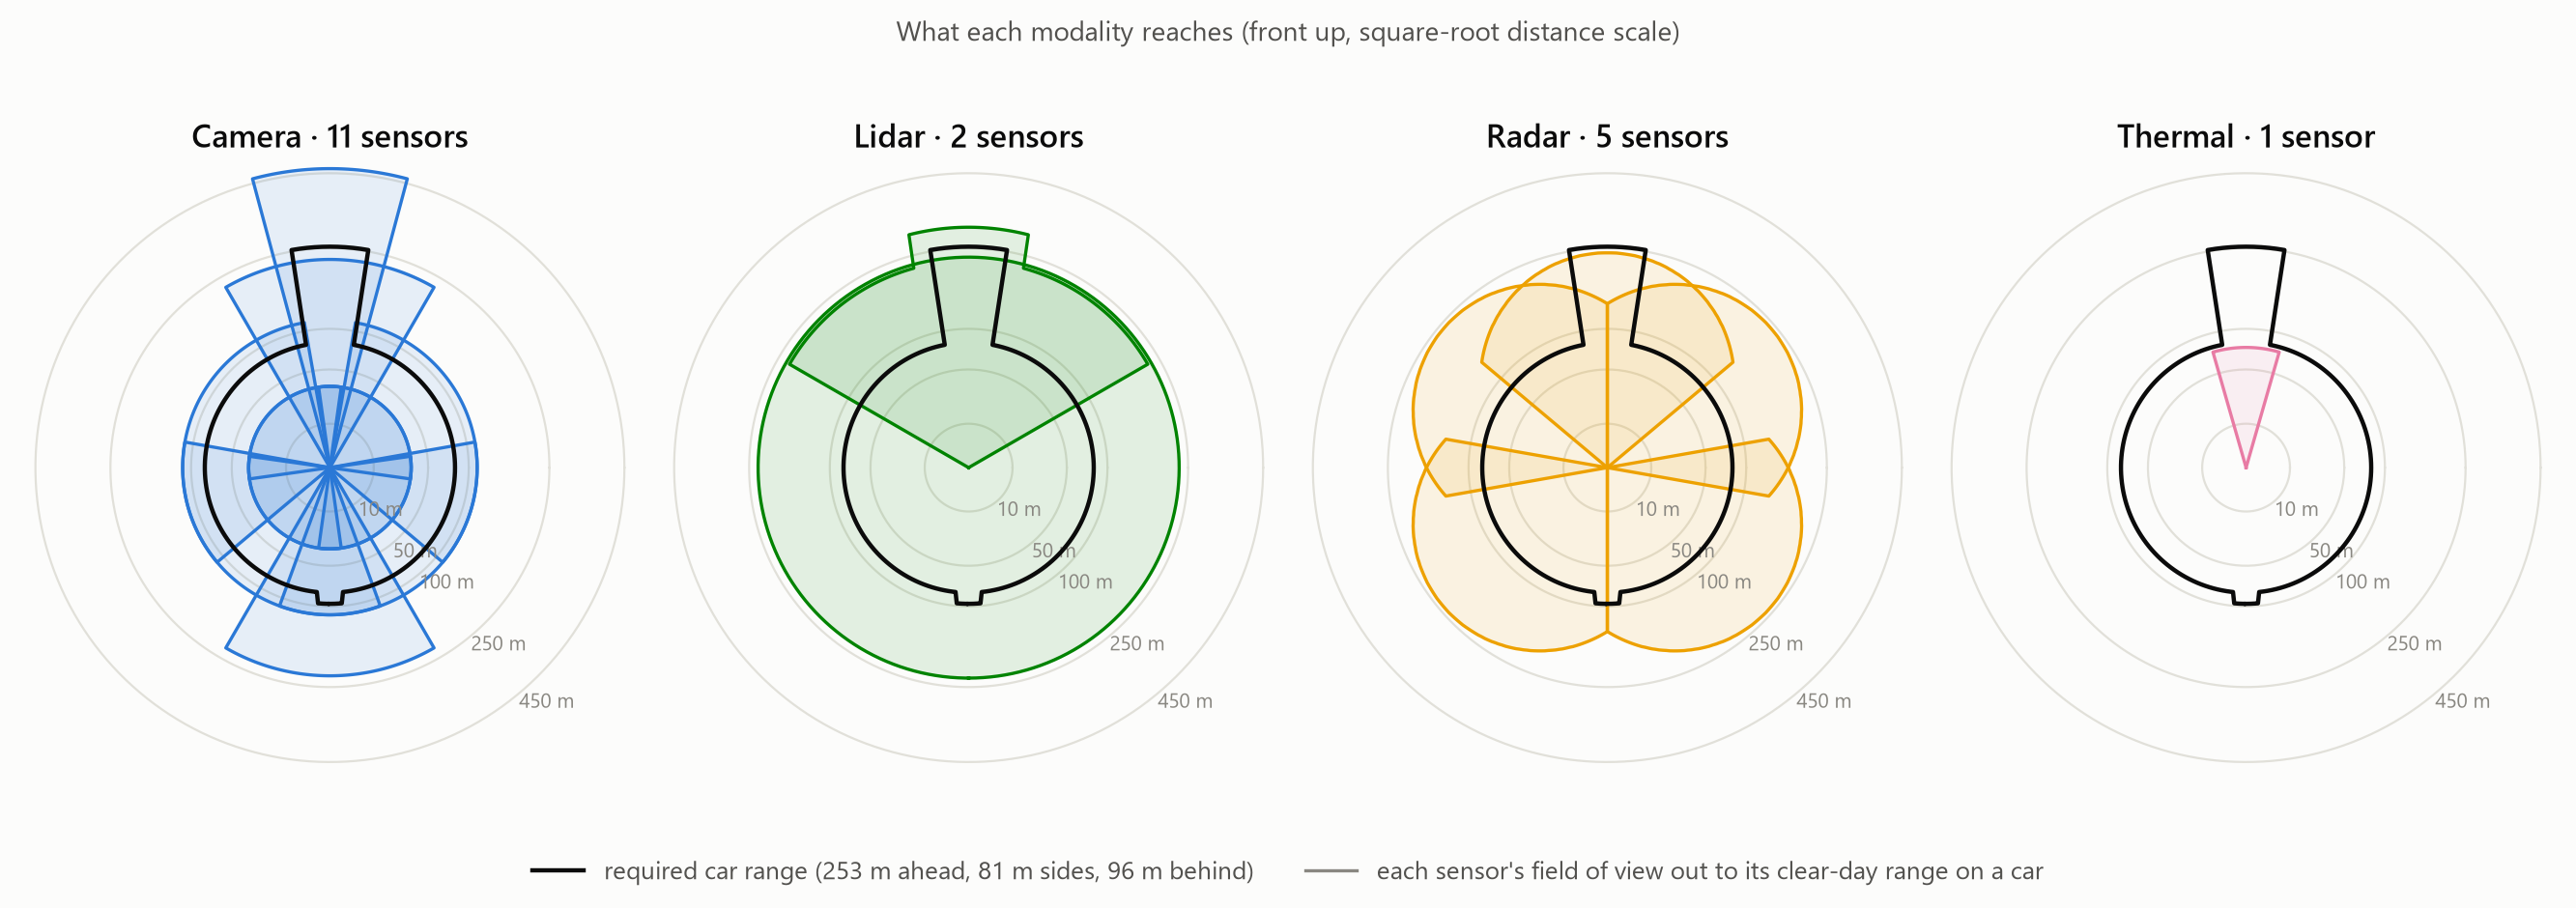 What each modality reaches (front up, square-root distance scale)
Camera · 11 sensors
Lidar · 2 sensors
Radar · 5 sensors
Thermal · 1 sensor
10 m
50 m
100 m
250 m
450 m
10 m
50 m
100 m
250 m
450 m
10 m
50 m
100 m
250 m
450 m
10 m
50 m
100 m
250 m
450 m
required car range (253 m ahead, 81 m sides, 96 m behind)
each sensor's field of view out to its clear-day range on a car